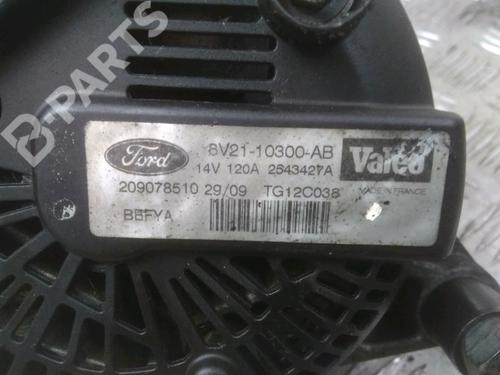 B-PARTS
Ford
8V21-10300-AB
14V 120A 2543427A
Valeo
209078510 29/09 TG12C038
MADE IN FRANCE
BBFYA